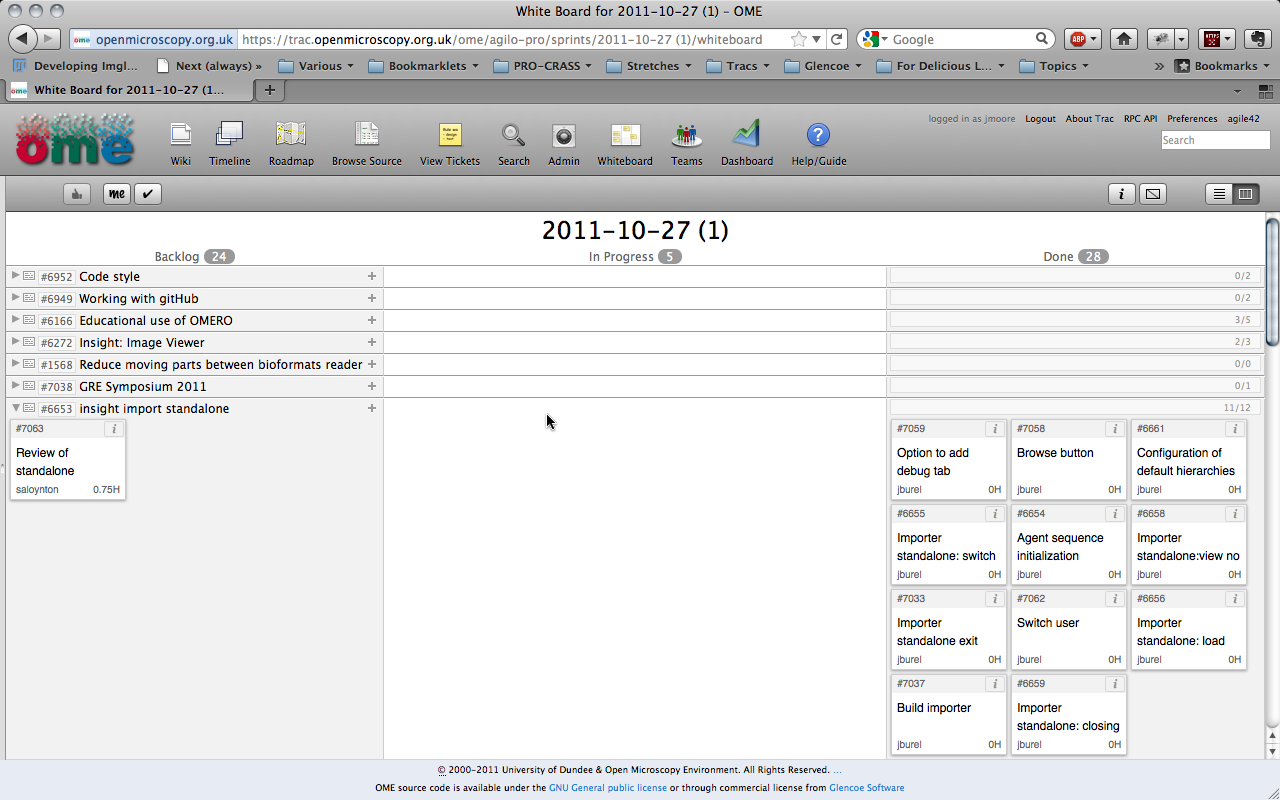 White Board for 2011-10-27 (1) – OME
openmicroscopy.org.uk https://trac.openmicroscopy.org.uk/ome/agilo-pro/sprints/2011-10-27 (1)/whiteboard Google ABP
Developing Imgl... Next (always) » Various Bookmarklets PRO-CRASS Stretches Tracs Glencoe For Delicious L... Topics » Bookmarks
ome White Board for 2011-10-27 (1... +
logged in as jmoore Logout About Trac RPC API Preferences agile42
ome
Wiki Timeline Roadmap Browse Source View Tickets Search Admin Whiteboard Teams Dashboard Help/Guide
Search
me i
2011-10-27 (1)
Backlog 24 In Progress 5 Done 28
#6952 Code style + 0/2
#6949 Working with gitHub + 0/2
#6166 Educational use of OMERO + 3/5
#6272 Insight: Image Viewer + 2/3
#1568 Reduce moving parts between bioformats reader + 0/0
#7038 GRE Symposium 2011 + 0/1
#6653 insight import standalone + 11/12
#7063 i
Review of
standalone
saloynton 0.75H
#7059 i #7058 i #6661 i
Option to add Browse button Configuration of
debug tab default hierarchies
jburel 0H jburel 0H jburel 0H
#6655 i #6654 i #6658 i
Importer Agent sequence Importer
standalone: switch initialization standalone:view no
jburel 0H jburel 0H jburel 0H
#7033 i #7062 i #6656 i
Importer Switch user Importer
standalone exit standalone: load
jburel 0H jburel 0H jburel 0H
#7037 i #6659 i
Build importer Importer
standalone: closing
jburel 0H jburel 0H
© 2000-2011 University of Dundee & Open Microscopy Environment. All Rights Reserved. ...
OME source code is available under the GNU General public license or through commercial license from Glencoe Software